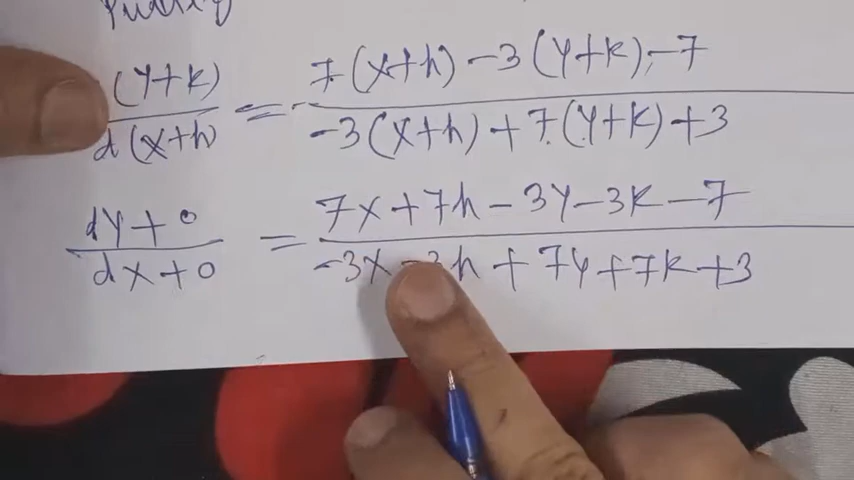 (Y+k) / d(X+h) = 7(X+h) -3(Y+k) -7 / -3(X+h) +7(Y+k) +3
dY+0 / dX+0 = 7X+7h-3Y-3k-7 / -3X-3h+7Y+7k+3